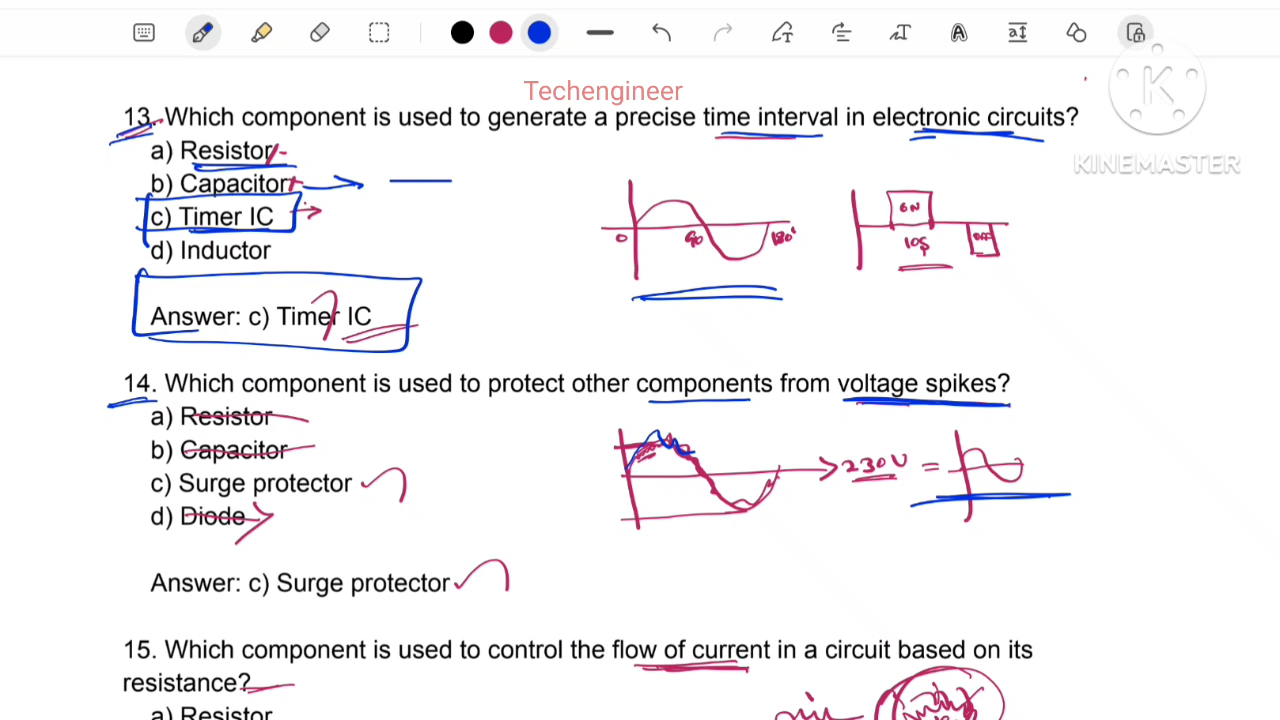 Techengineer
KINEMASTER
13. Which component is used to generate a precise time interval in electronic circuits?
a) Resistor
b) Capacitor
c) Timer IC
d) Inductor
ON
OFF
0
90
180°
10s
Answer: c) Timer IC
14. Which component is used to protect other components from voltage spikes?
a) Resistor
b) Capacitor
c) Surge protector
d) Diode
230V =
Answer: c) Surge protector
15. Which component is used to control the flow of current in a circuit based on its
resistance?
a) Resistor